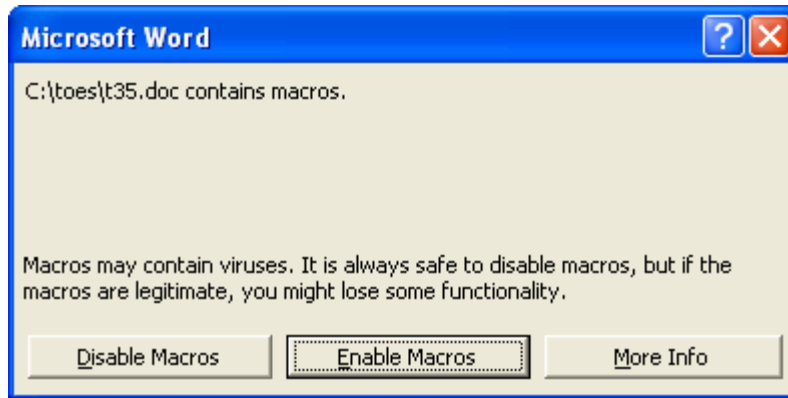 Microsoft Word
C:\toes\t35.doc contains macros.
Macros may contain viruses. It is always safe to disable macros, but if the
macros are legitimate, you might lose some functionality.
Disable Macros
Enable Macros
More Info